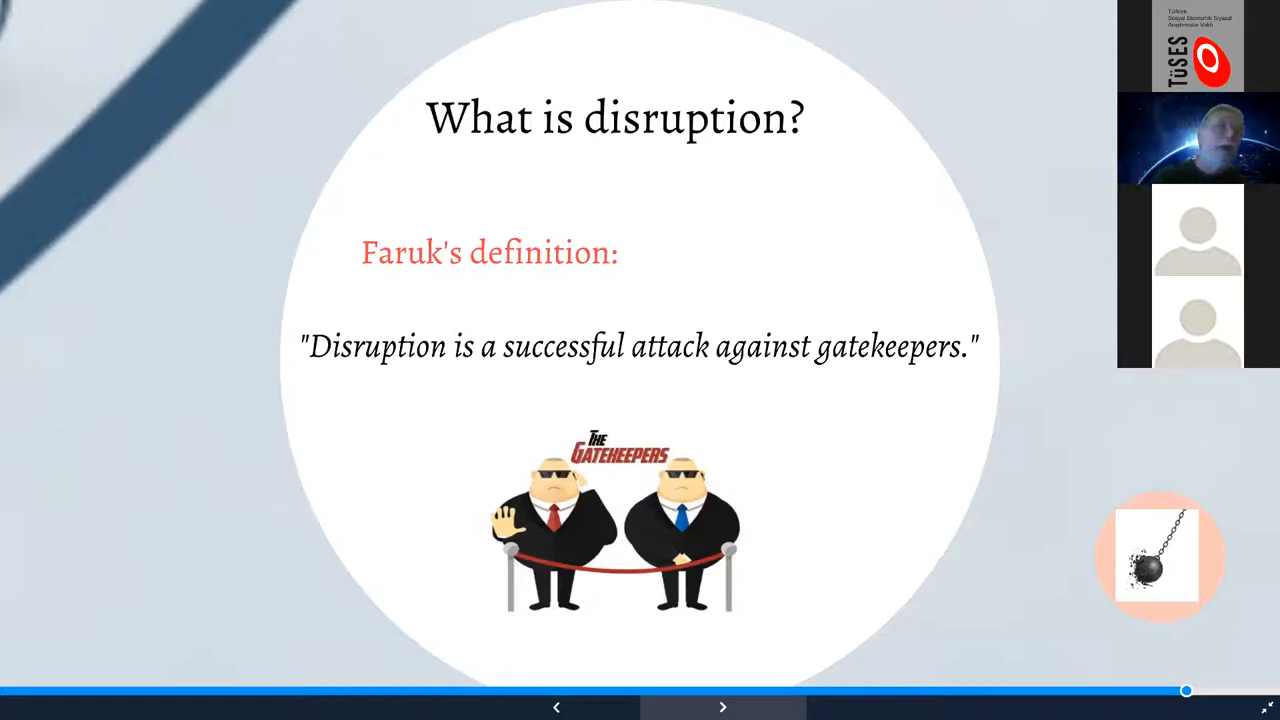 What is disruption?
Faruk's definition:
"Disruption is a successful attack against gatekeepers."
THE
GATEKEEPERS
Türkiye
Sosyal Ekonomik Siyasal
Araştırmalar Vakfı
TÜSES